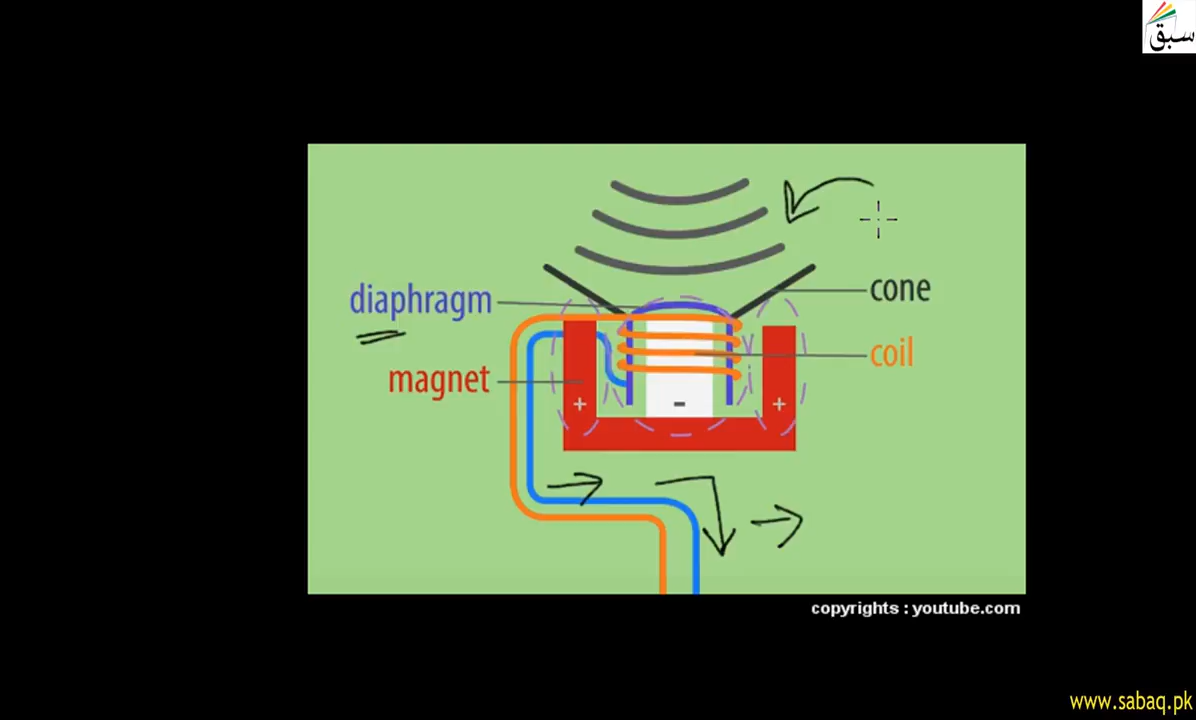 سبق
diaphragm
cone
coil
magnet
+
-
+
copyrights : youtube.com
www.sabaq.pk